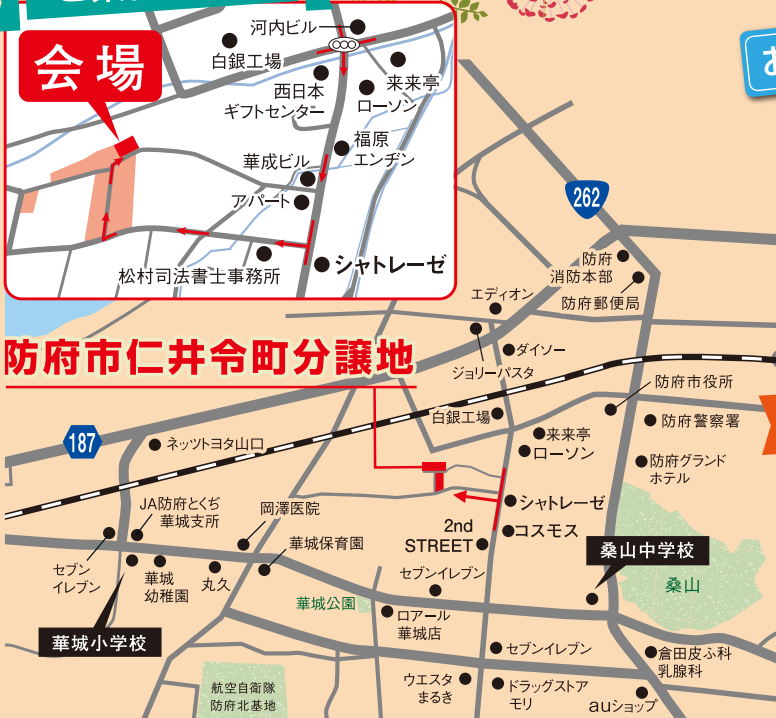 河内ビル
白銀工場
会場
西日本
ギフトセンター
来来亭
ローソン
福原
エンヂン
華成ビル
アパート
シャトレーゼ
松村司法書士事務所
お
262
防府
消防本部
防府郵便局
エディオン
ダイソー
ジョリーパスタ
防府市仁井令町分譲地
防府市役所
白銀工場
防府警察署
187
ネッツトヨタ山口
来来亭
ローソン
防府グランド
ホテル
JA防府とくぢ
華城支所
岡澤医院
シャトレーゼ
2nd
STREET
コスモス
華城保育園
桑山中学校
セブン
イレブン
華城
幼稚園
丸久
セブンイレブン
桑山
華城公園
ロアール
華城店
華城小学校
セブンイレブン
倉田皮ふ科
乳腺科
航空自衛隊
防府北基地
ウエスタ
まるき
ドラッグストア
モリ
auショップ